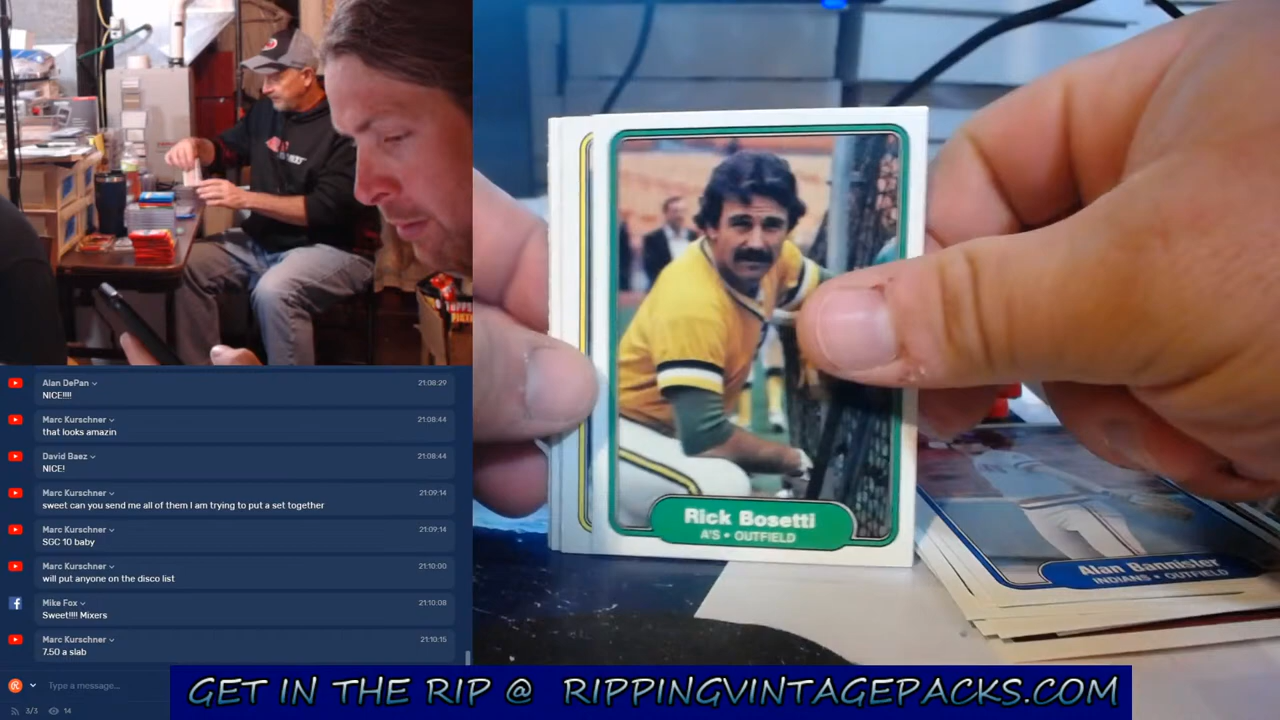 Alan DePan
21:08:29
NICE!!!!
Marc Kurschner
21:08:44
that looks amazin
David Baez
21:08:44
NICE!
Marc Kurschner
21:09:14
sweet can you send me all of them I am trying to put a set together
Marc Kurschner
21:09:14
SGC 10 baby
Marc Kurschner
21:10:00
will put anyone on the disco list
Mike Fox
21:10:08
Sweet!!!! Mixers
Marc Kurschner
21:10:15
7.50 a slab
Type a message...
3/3
14
Rick Bosetti
A'S • OUTFIELD
Alan Bannister
INDIANS • OUTFIELD
TOPPS
GET IN THE RIP @ RIPPINGVINTAGEPACKS.COM